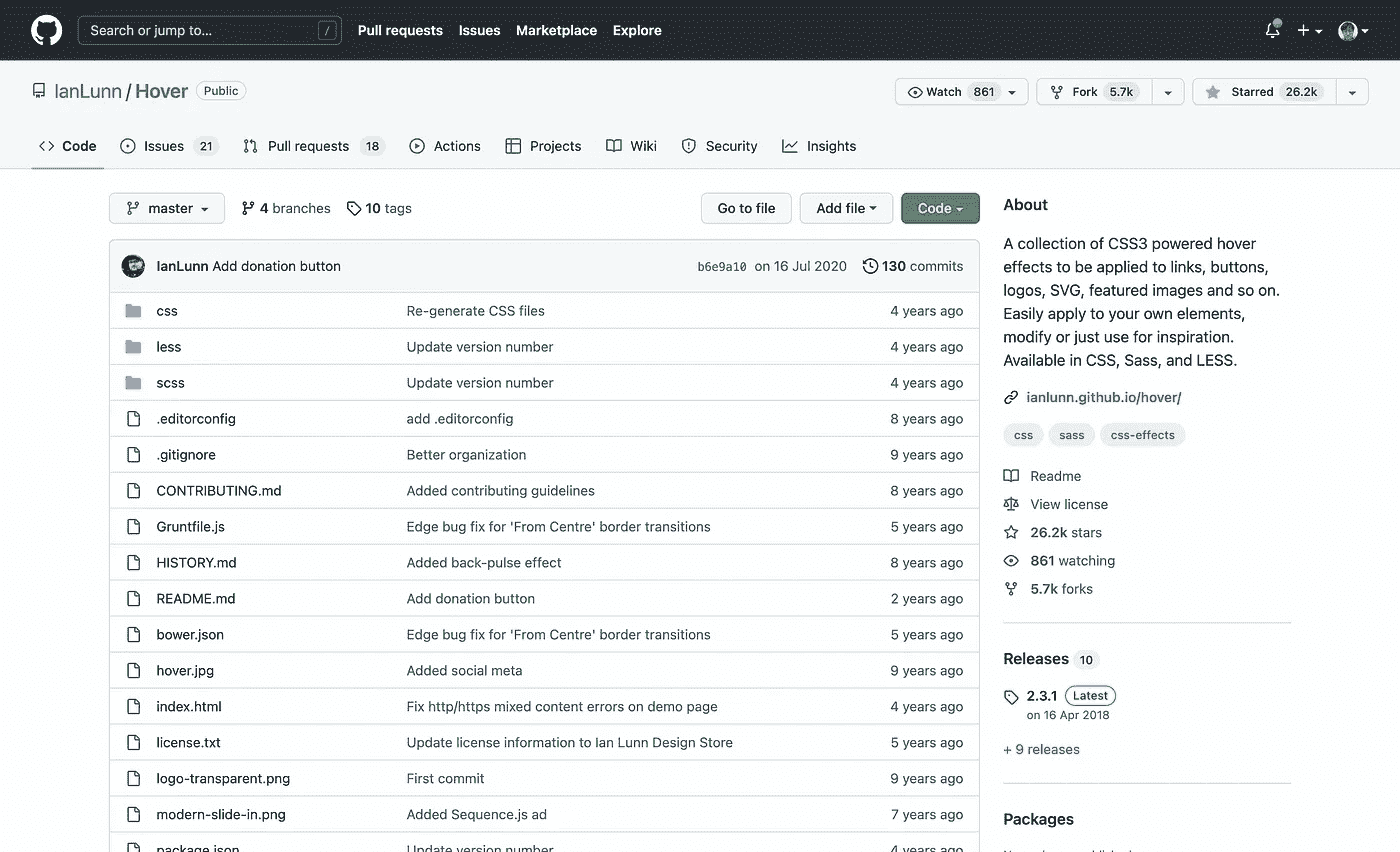 Search or jump to... /
Pull requests Issues Marketplace Explore
IanLunn / Hover Public
Watch 861 Fork 5.7k Starred 26.2k
Code Issues 21 Pull requests 18 Actions Projects Wiki Security Insights
master 4 branches 10 tags Go to file Add file Code
IanLunn Add donation button b6e9a10 on 16 Jul 2020 130 commits
css Re-generate CSS files 4 years ago
less Update version number 4 years ago
scss Update version number 4 years ago
.editorconfig add .editorconfig 8 years ago
.gitignore Better organization 9 years ago
CONTRIBUTING.md Added contributing guidelines 8 years ago
Gruntfile.js Edge bug fix for 'From Centre' border transitions 5 years ago
HISTORY.md Added back-pulse effect 8 years ago
README.md Add donation button 2 years ago
bower.json Edge bug fix for 'From Centre' border transitions 5 years ago
hover.jpg Added social meta 9 years ago
index.html Fix http/https mixed content errors on demo page 4 years ago
license.txt Update license information to Ian Lunn Design Store 5 years ago
logo-transparent.png First commit 9 years ago
modern-slide-in.png Added Sequence.js ad 7 years ago
package.json Update version number 4 years ago
About
A collection of CSS3 powered hover
effects to be applied to links, buttons,
logos, SVG, featured images and so on.
Easily apply to your own elements,
modify or just use for inspiration.
Available in CSS, Sass, and LESS.
ianlunn.github.io/hover/
css sass css-effects
Readme
View license
26.2k stars
861 watching
5.7k forks
Releases 10
2.3.1 Latest
on 16 Apr 2018
+ 9 releases
Packages